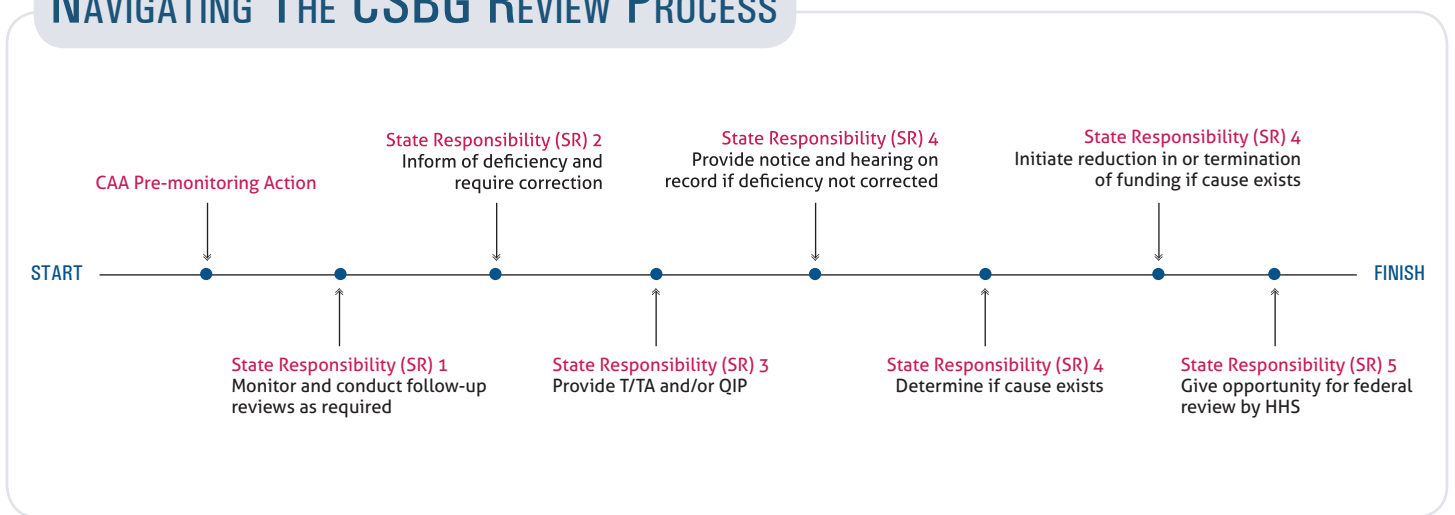 NAVIGATING THE CSBG REVIEW PROCESS
CAA Pre-monitoring Action
State Responsibility (SR) 2
Inform of deficiency and
require correction
State Responsibility (SR) 4
Provide notice and hearing on
record if deficiency not corrected
State Responsibility (SR) 4
Initiate reduction in or termination
of funding if cause exists
START
FINISH
State Responsibility (SR) 1
Monitor and conduct follow-up
reviews as required
State Responsibility (SR) 3
Provide T/TA and/or QIP
State Responsibility (SR) 4
Determine if cause exists
State Responsibility (SR) 5
Give opportunity for federal
review by HHS